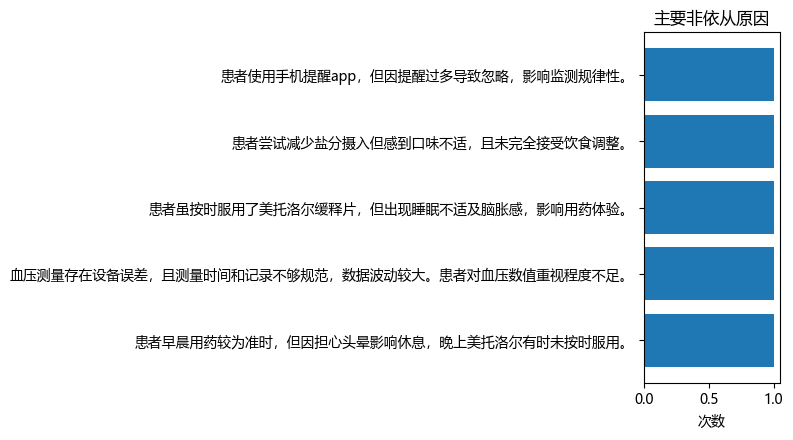 主要非依从原因
患者使用手机提醒app，但因提醒过多导致忽略，影响监测规律性。
患者尝试减少盐分摄入但感到口味不适，且未完全接受饮食调整。
患者虽按时服用了美托洛尔缓释片，但出现睡眠不适及脑胀感，影响用药体验。
血压测量存在设备误差，且测量时间和记录不够规范，数据波动较大。患者对血压数值重视程度不足。
患者早晨用药较为准时，但因担心头晕影响休息，晚上美托洛尔有时未按时服用。
0.0 0.5 1.0
次数